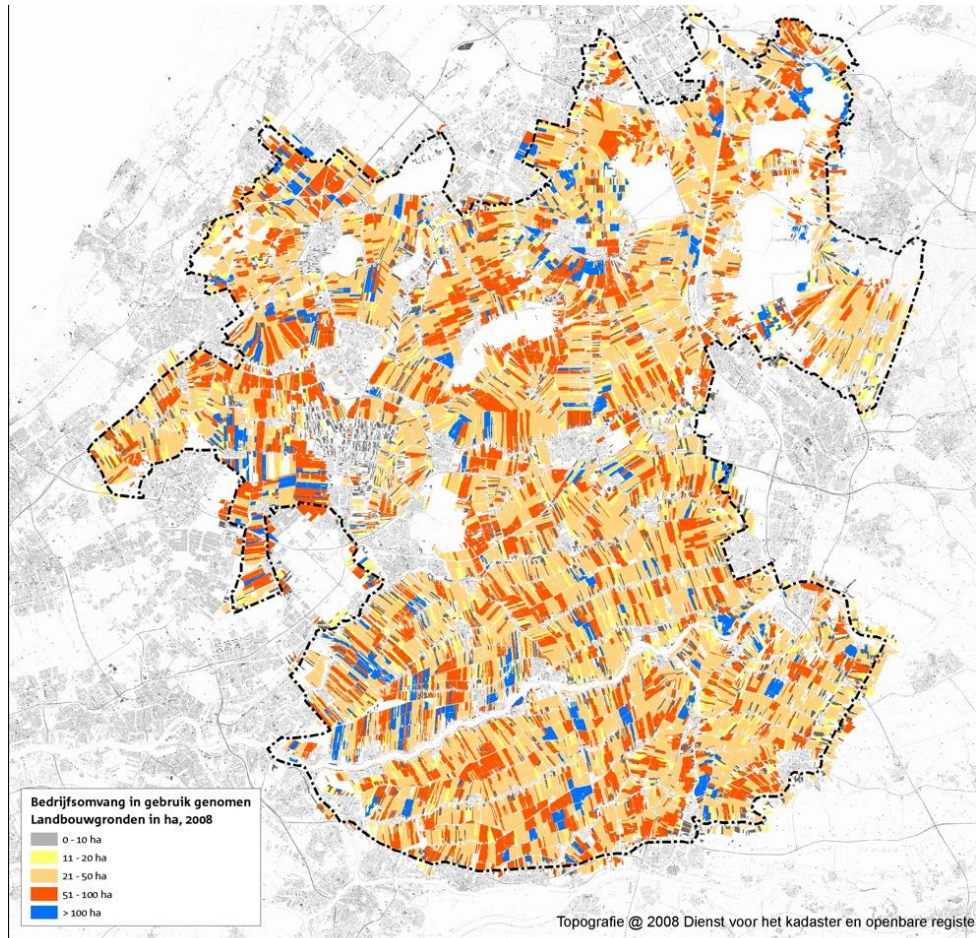 Bedrijfsomvang in gebruik genomen
Landbouwgronden in ha, 2008
0 - 10 ha
11 - 20 ha
21 - 50 ha
51 - 100 ha
> 100 ha
Topografie @ 2008 Dienst voor het kadaster en openbare registe